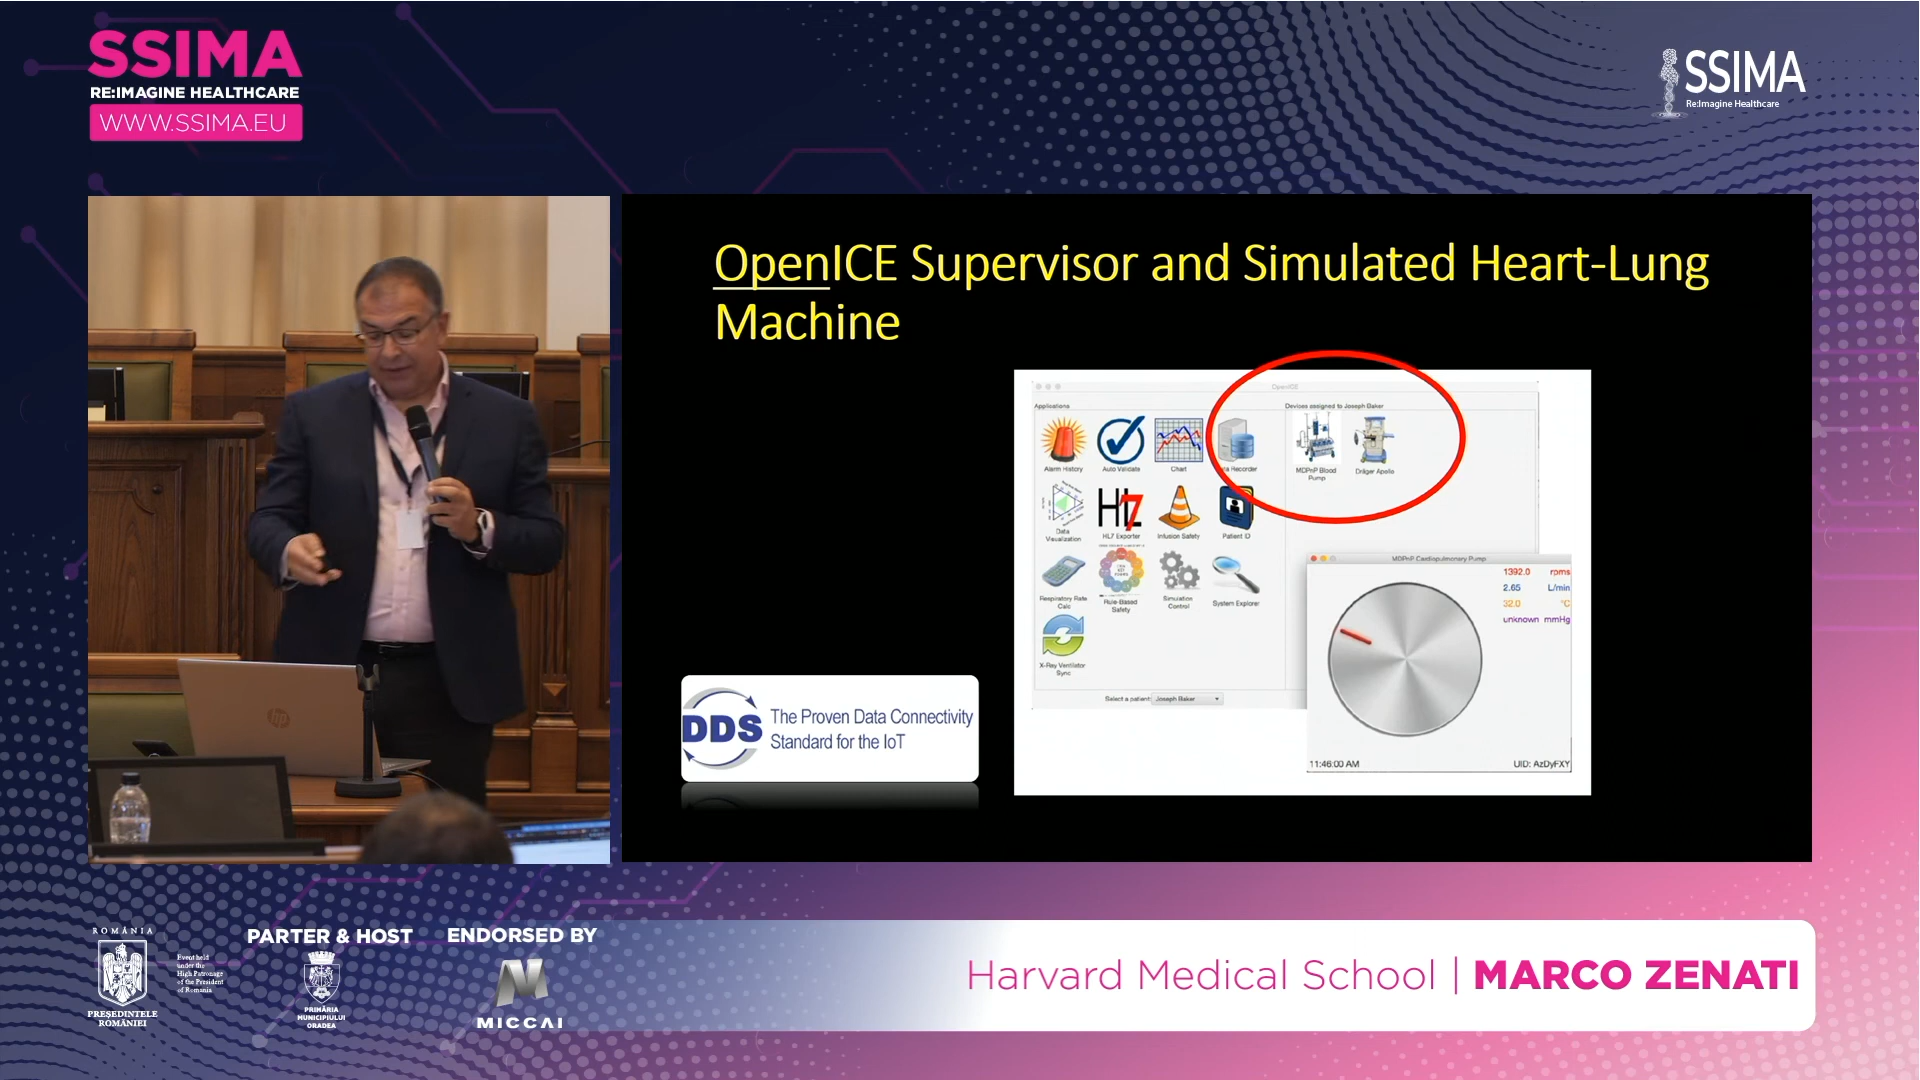 SSIMA
RE:IMAGINE HEALTHCARE
WWW.SSIMA.EU
SSIMA
Re:Imagine Healthcare
OpenICE Supervisor and Simulated Heart-Lung
Machine
OpenICE
Applications
Devices assigned to Joseph Baker
Alarm History
Auto Validate
Chart
Recorder
MDPnP Blood
Pump
Dräger Apollo
Data
Visualization
HL7
HL7 Exporter
Infusion Safety
Patient ID
Respiratory Rate
Calc
Rule-Based
Safety
Simulation
Control
System Explorer
X-Ray Ventilator
Sync
Select a patient: Joseph Baker
MDPnP Cardiopulmonary Pump
1392.0 rpms
2.65 L/min
32.0 °C
unknown mmHg
11:46:00 AM UID: AzDyFXY
DDS The Proven Data Connectivity
Standard for the IoT
hp
ROMÂNIA
PREȘEDINTELE
ROMÂNIEI
Event held
under the
High Patronage
of the President
of Romania
PARTER & HOST
PRIMĂRIA
MUNICIPIULUI
ORADEA
ENDORSED BY
MICCAI
Harvard Medical School | MARCO ZENATI